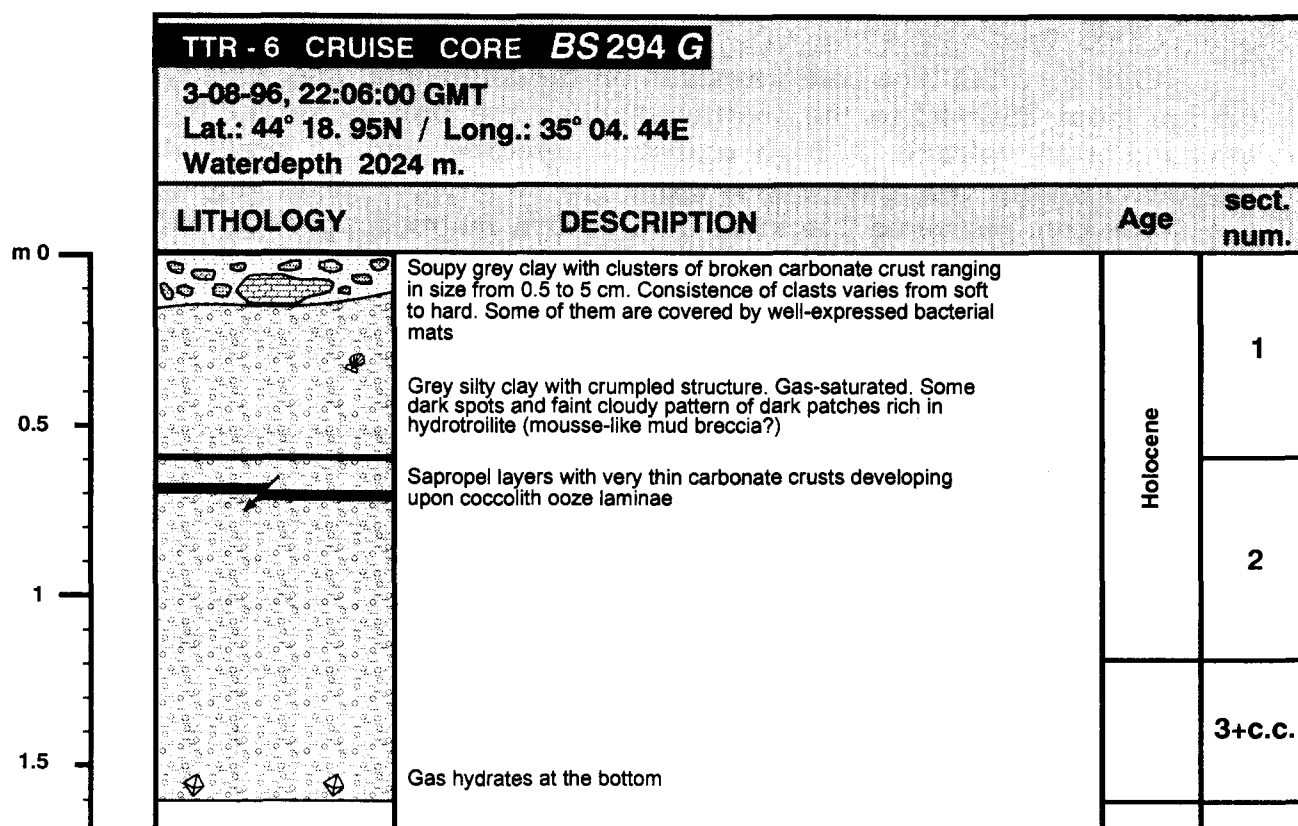 TTR - 6 CRUISE CORE BS 294 G
3-08-96, 22:06:00 GMT
Lat.: 44° 18. 95N / Long.: 35° 04. 44E
Waterdepth 2024 m.
LITHOLOGY DESCRIPTION Age sect. num.
m 0
Soupy grey clay with clusters of broken carbonate crust ranging
in size from 0.5 to 5 cm. Consistence of clasts varies from soft
to hard. Some of them are covered by well-expressed bacterial
mats
1
Grey silty clay with crumpled structure. Gas-saturated. Some
dark spots and faint cloudy pattern of dark patches rich in
hydrotroilite (mousse-like mud breccia?)
0.5
Holocene
Sapropel layers with very thin carbonate crusts developing
upon coccolith ooze laminae
2
1
3+c.c.
1.5
Gas hydrates at the bottom